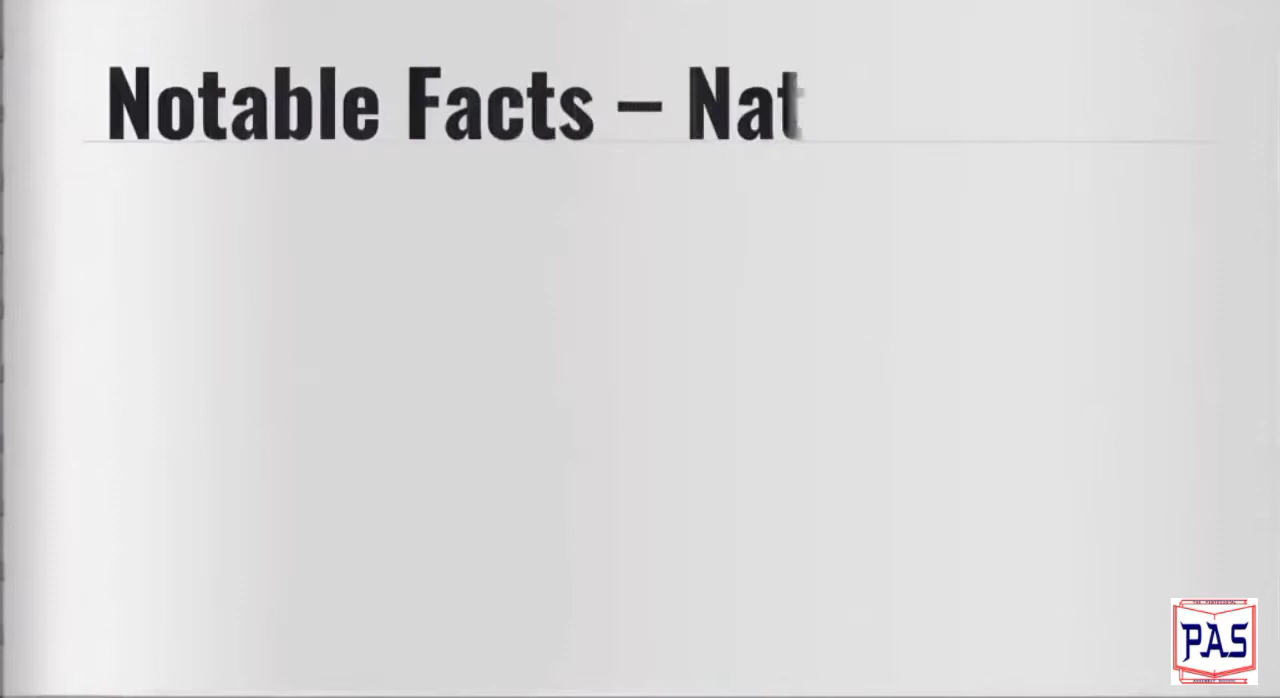 Notable Facts – Nat
PAS